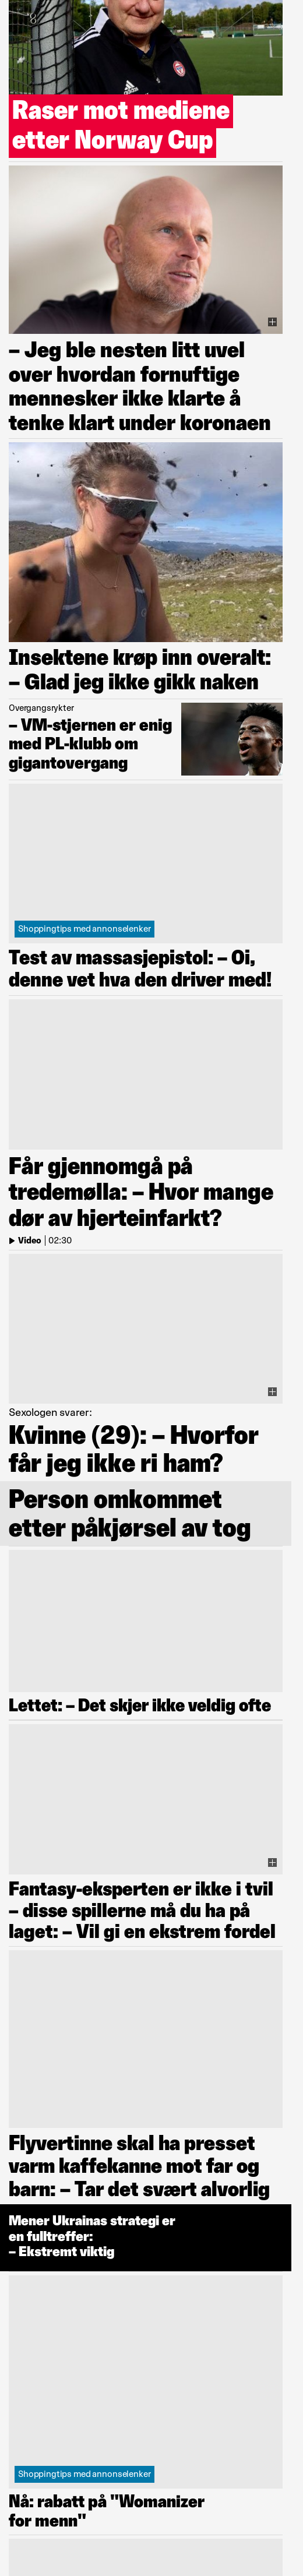 Raser mot mediene
etter Norway Cup
– Jeg ble nesten litt uvel
over hvordan fornuftige
mennesker ikke klarte å
tenke klart under koronaen
Insektene krøp inn overalt:
– Glad jeg ikke gikk naken
Overgangsrykter
– VM-stjernen er enig
med PL-klubb om
gigantovergang
Shoppingtips med annonselenker
Test av massasjepistol: – Oi,
denne vet hva den driver med!
Får gjennomgå på
tredemølla: – Hvor mange
dør av hjerteinfarkt?
Video | 02:30
Sexologen svarer:
Kvinne (29): – Hvorfor
får jeg ikke ri ham?
Person omkommet
etter påkjørsel av tog
Lettet: – Det skjer ikke veldig ofte
Fantasy-eksperten er ikke i tvil
– disse spillerne må du ha på
laget: – Vil gi en ekstrem fordel
Flyvertinne skal ha presset
varm kaffekanne mot far og
barn: – Tar det svært alvorlig
Mener Ukrainas strategi er
en fulltreffer:
– Ekstremt viktig
Shoppingtips med annonselenker
Nå: rabatt på "Womanizer
for menn"